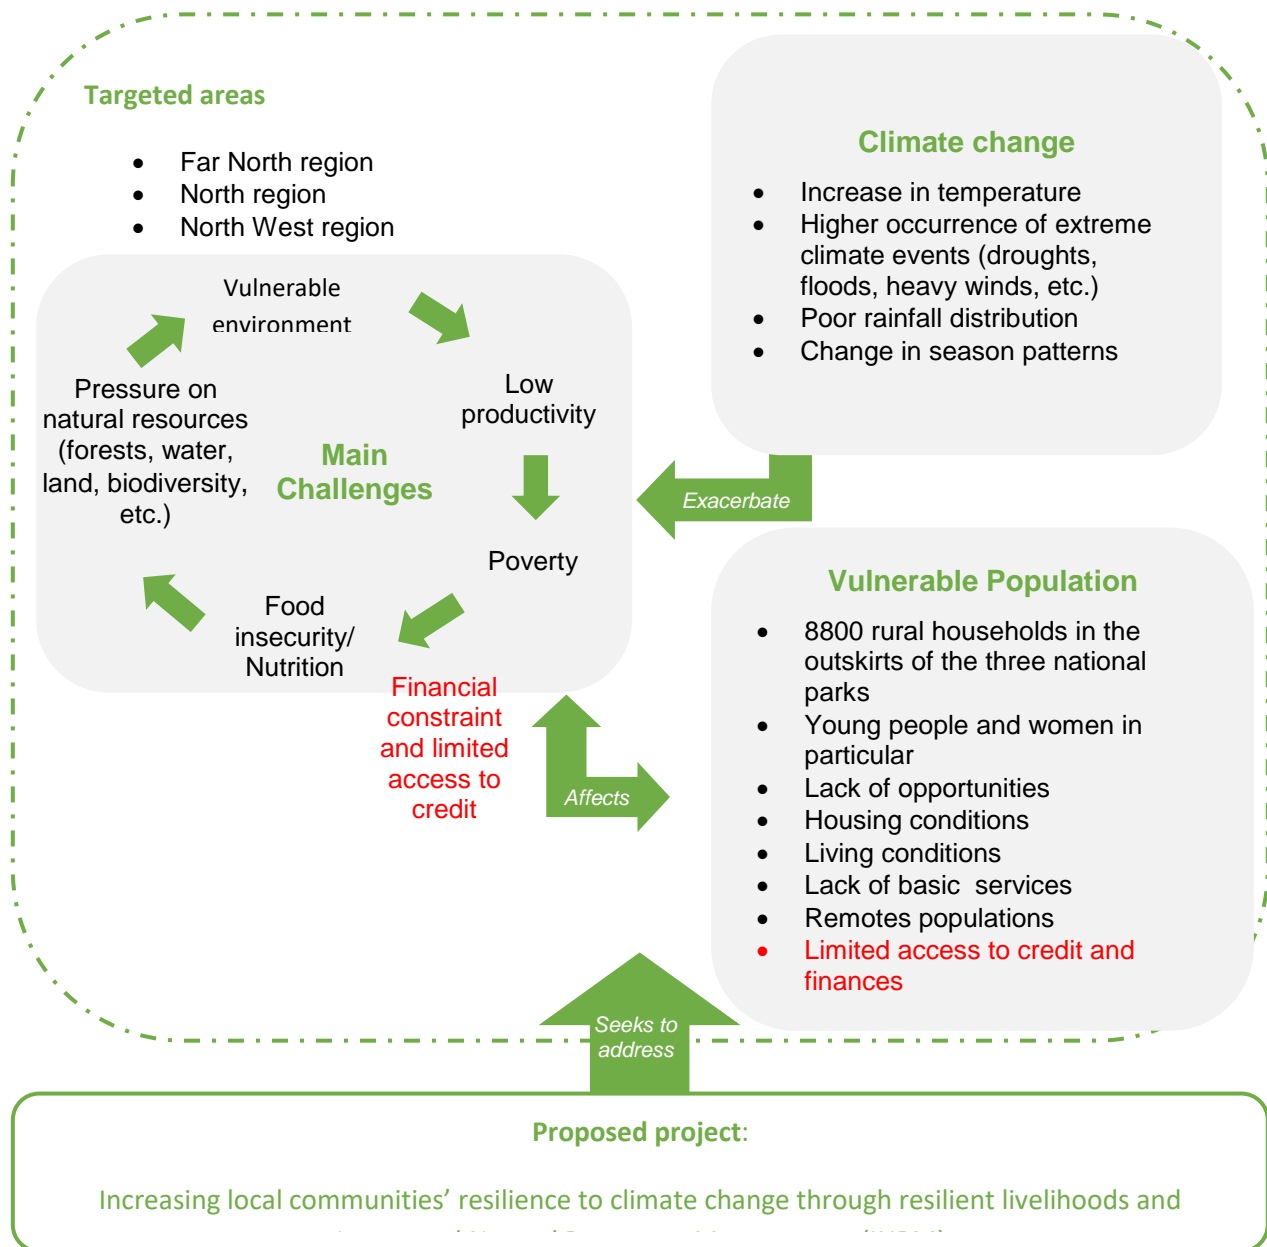 Targeted areas
• Far North region
• North region
• North West region
Climate change
• Increase in temperature
• Higher occurrence of extreme
climate events (droughts,
floods, heavy winds, etc.)
• Poor rainfall distribution
• Change in season patterns
Vulnerable
environment
Low
productivity
Poverty
Food
insecurity/
Nutrition
Pressure on
natural resources
(forests, water,
land, biodiversity,
etc.)
Main
Challenges
Exacerbate
Financial
constraint
and limited
access to
credit
Affects
Vulnerable Population
• 8800 rural households in the
outskirts of the three national
parks
• Young people and women in
particular
• Lack of opportunities
• Housing conditions
• Living conditions
• Lack of basic  services
• Remotes populations
• Limited access to credit and
finances
Seeks to
address
Proposed project:
Increasing local communities’ resilience to climate change through resilient livelihoods and